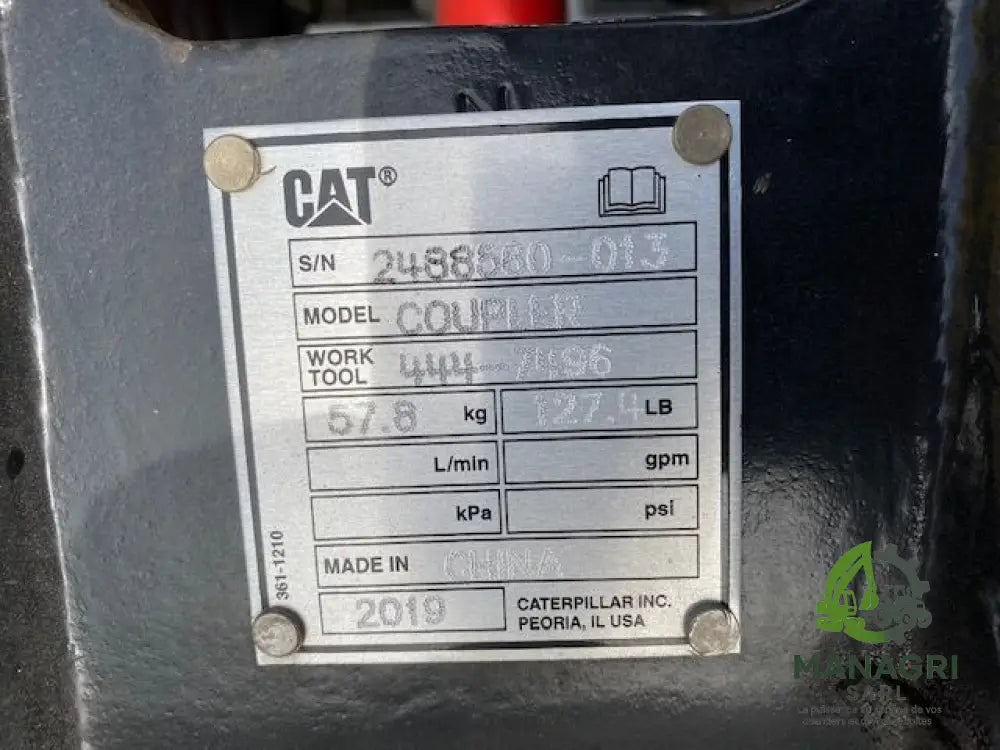 CAT®
S/N 2488560-013
MODEL COUPLER
WORK TOOL 444-7496
57.8 kg 127.4 LB
L/min gpm
kPa psi
MADE IN CHINA
2019 CATERPILLAR INC.
PEORIA, IL USA
361-1210
MANAGRI
SARL